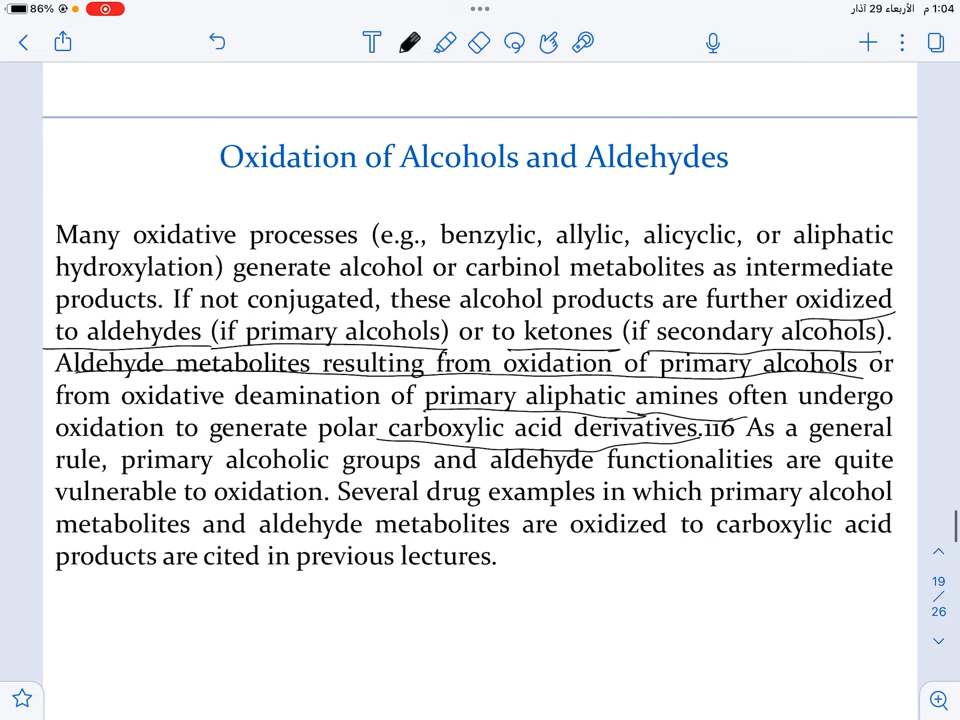 86%
1:04 م الأربعاء 29 آذار
Oxidation of Alcohols and Aldehydes
Many oxidative processes (e.g., benzylic, allylic, alicyclic, or aliphatic
hydroxylation) generate alcohol or carbinol metabolites as intermediate
products. If not conjugated, these alcohol products are further oxidized
to aldehydes (if primary alcohols) or to ketones (if secondary alcohols).
Aldehyde metabolites resulting from oxidation of primary alcohols or
from oxidative deamination of primary aliphatic amines often undergo
oxidation to generate polar carboxylic acid derivatives.116 As a general
rule, primary alcoholic groups and aldehyde functionalities are quite
vulnerable to oxidation. Several drug examples in which primary alcohol
metabolites and aldehyde metabolites are oxidized to carboxylic acid
products are cited in previous lectures.
19
/
26